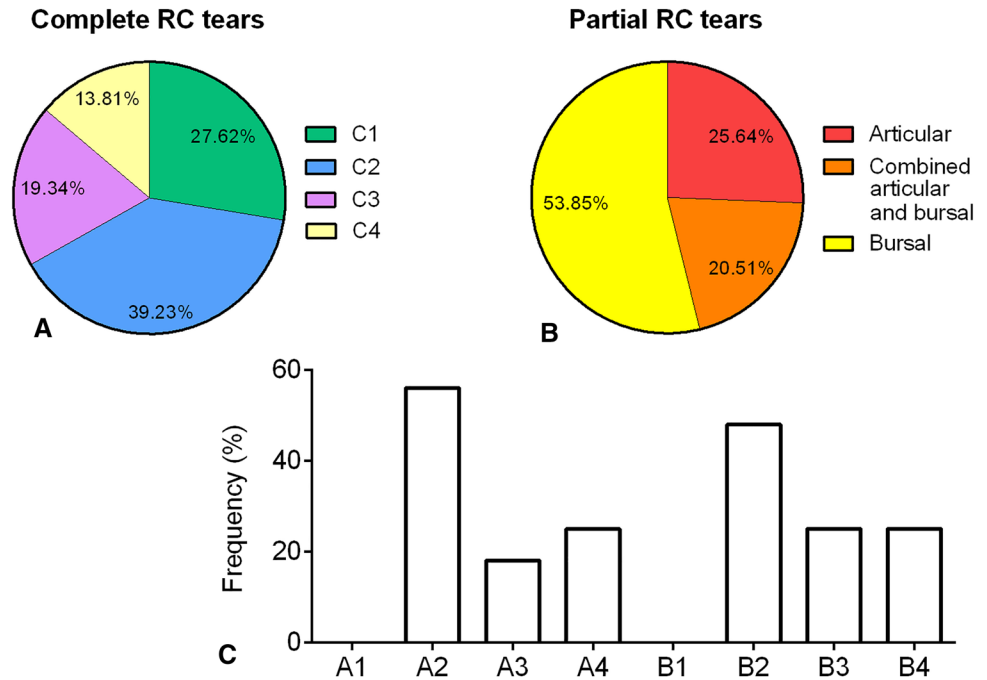 Complete RC tears
13.81%
27.62%
19.34%
39.23%
C1
C2
C3
C4
A
Partial RC tears
25.64%
53.85%
20.51%
Articular
Combined
articular
and bursal
Bursal
B
60
40
20
0
Frequency (%)
A1 A2 A3 A4 B1 B2 B3 B4
C